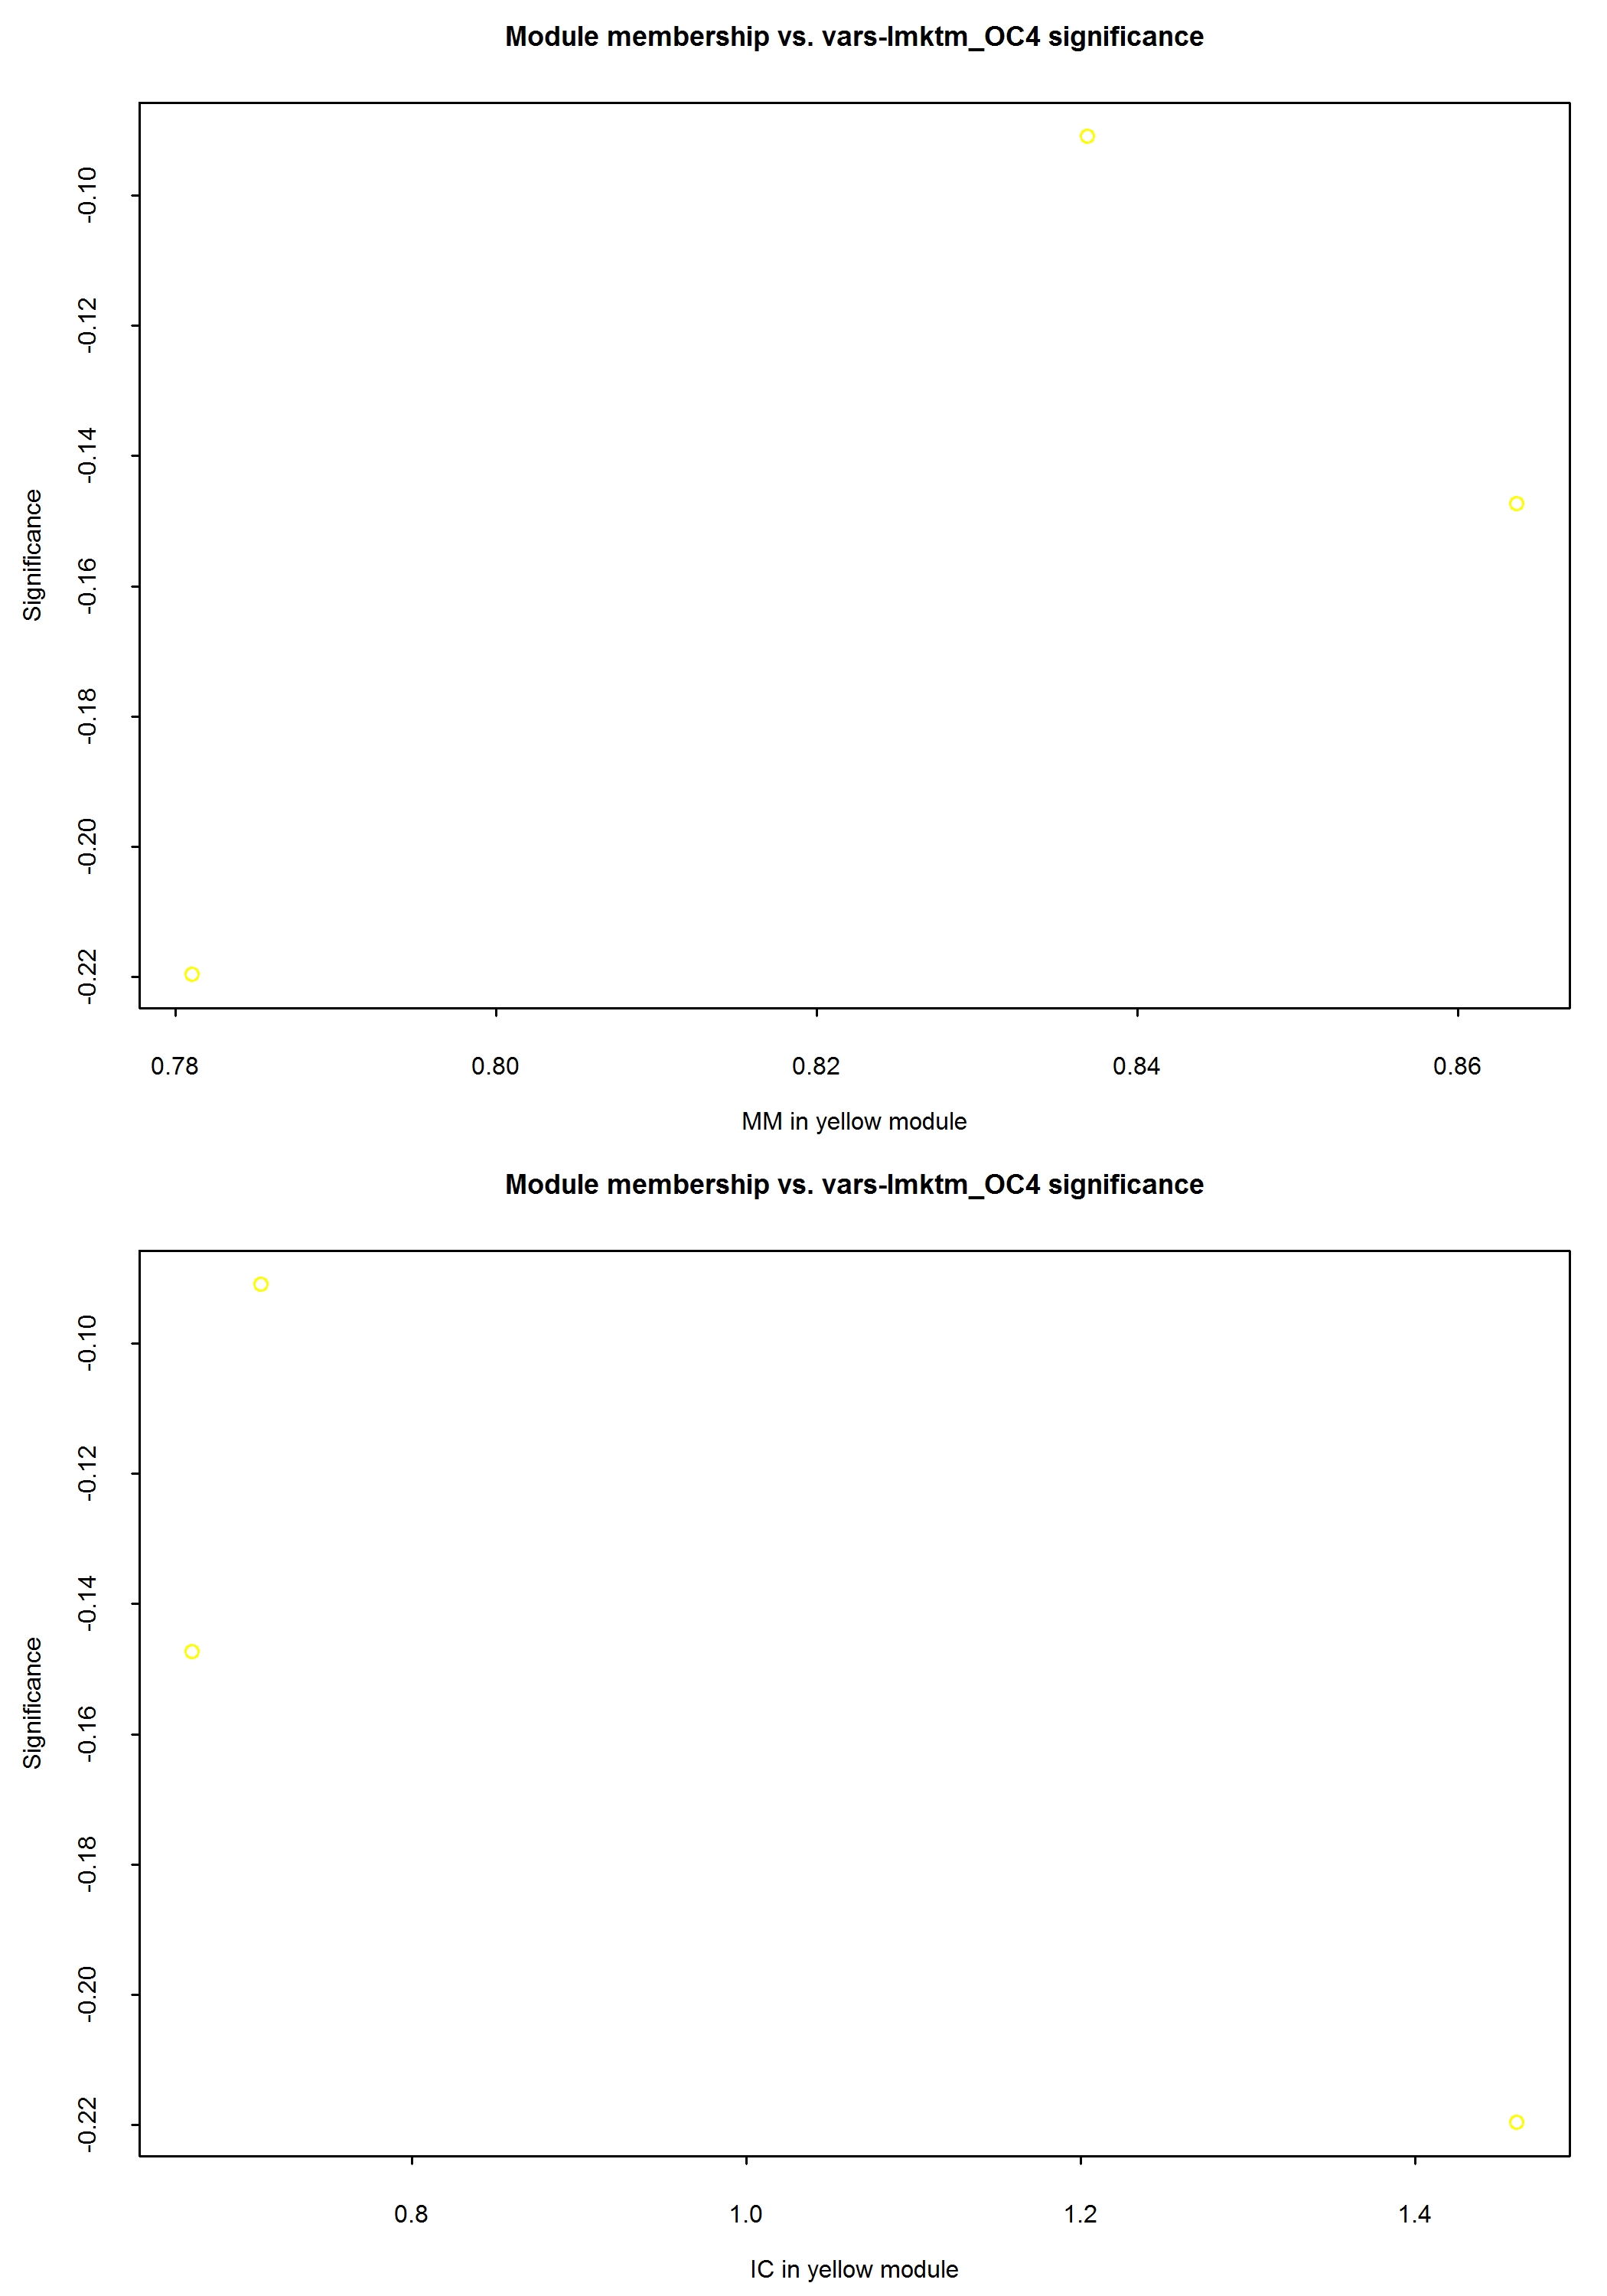 Module membership vs. vars-lmktm_OC4 significance
-0.10
-0.12
-0.14
-0.16
-0.18
-0.20
-0.22
Significance
0.78 0.80 0.82 0.84 0.86
MM in yellow module
Module membership vs. vars-lmktm_OC4 significance
-0.10
-0.12
-0.14
-0.16
-0.18
-0.20
-0.22
Significance
0.8 1.0 1.2 1.4
IC in yellow module